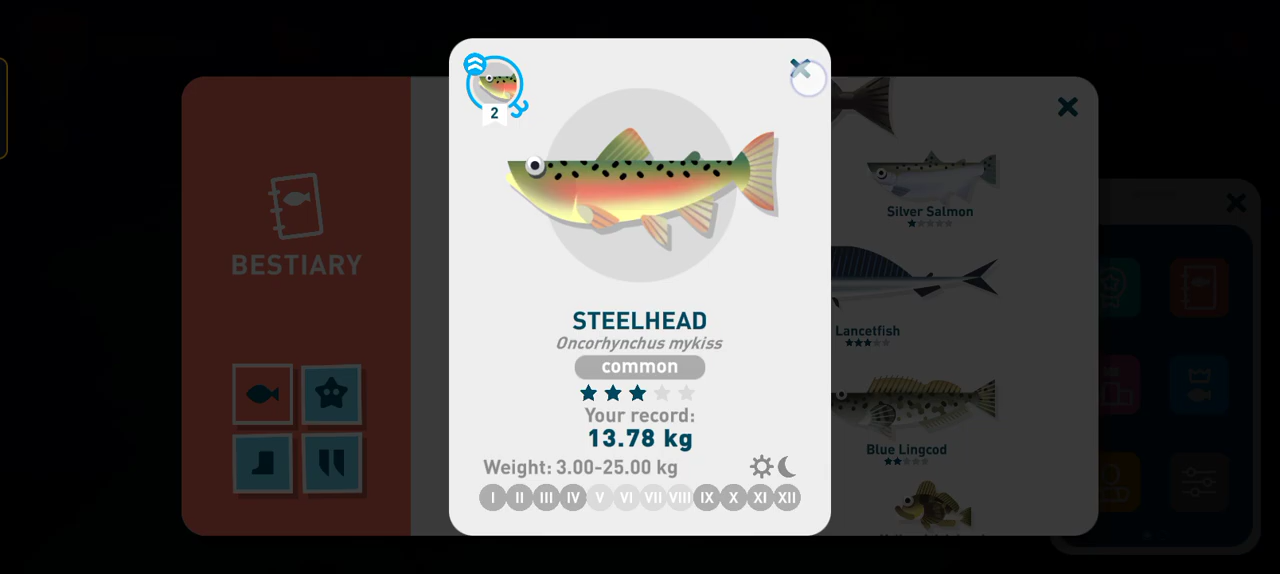 2
BESTIARY
STEELHEAD
Oncorhynchus mykiss
common
Your record:
13.78 kg
Weight: 3.00-25.00 kg
I II III IV V VI VII VIII IX X XI XII
Silver Salmon
Lancetfish
Blue Lingcod